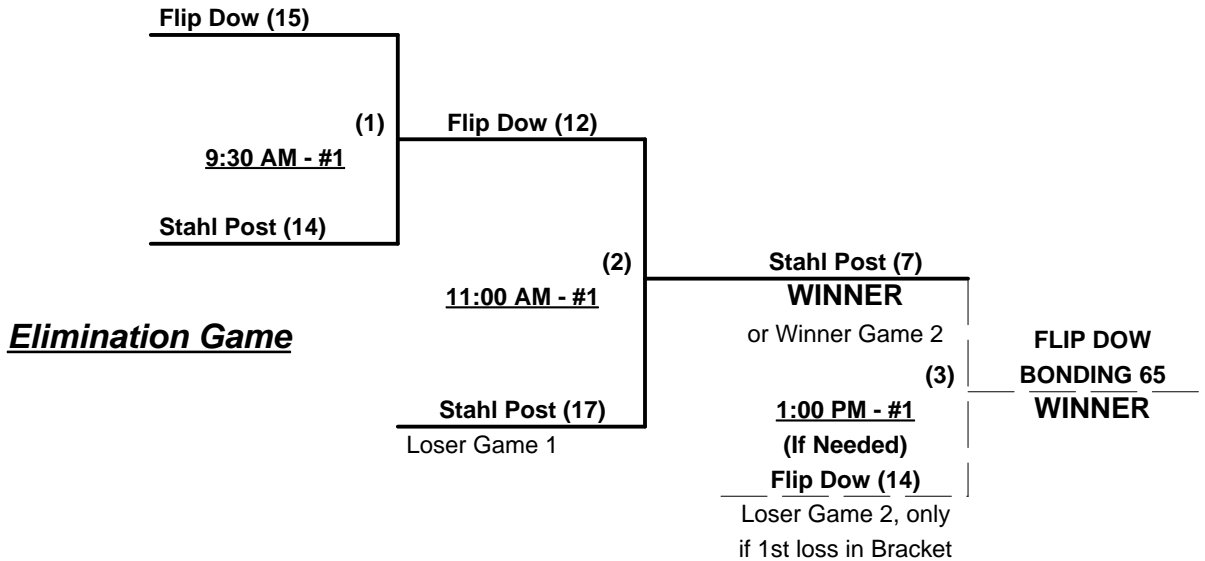 Flip Dow (15)
(1)
Flip Dow (12)
9:30 AM - #1
Stahl Post (14)
(2)
Stahl Post (7)
11:00 AM - #1
WINNER
Elimination Game
or Winner Game 2
FLIP DOW
(3)
BONDING 65
Stahl Post (17)
1:00 PM - #1
WINNER
Loser Game 1
(If Needed)
Flip Dow (14)
Loser Game 2, only
if 1st loss in Bracket